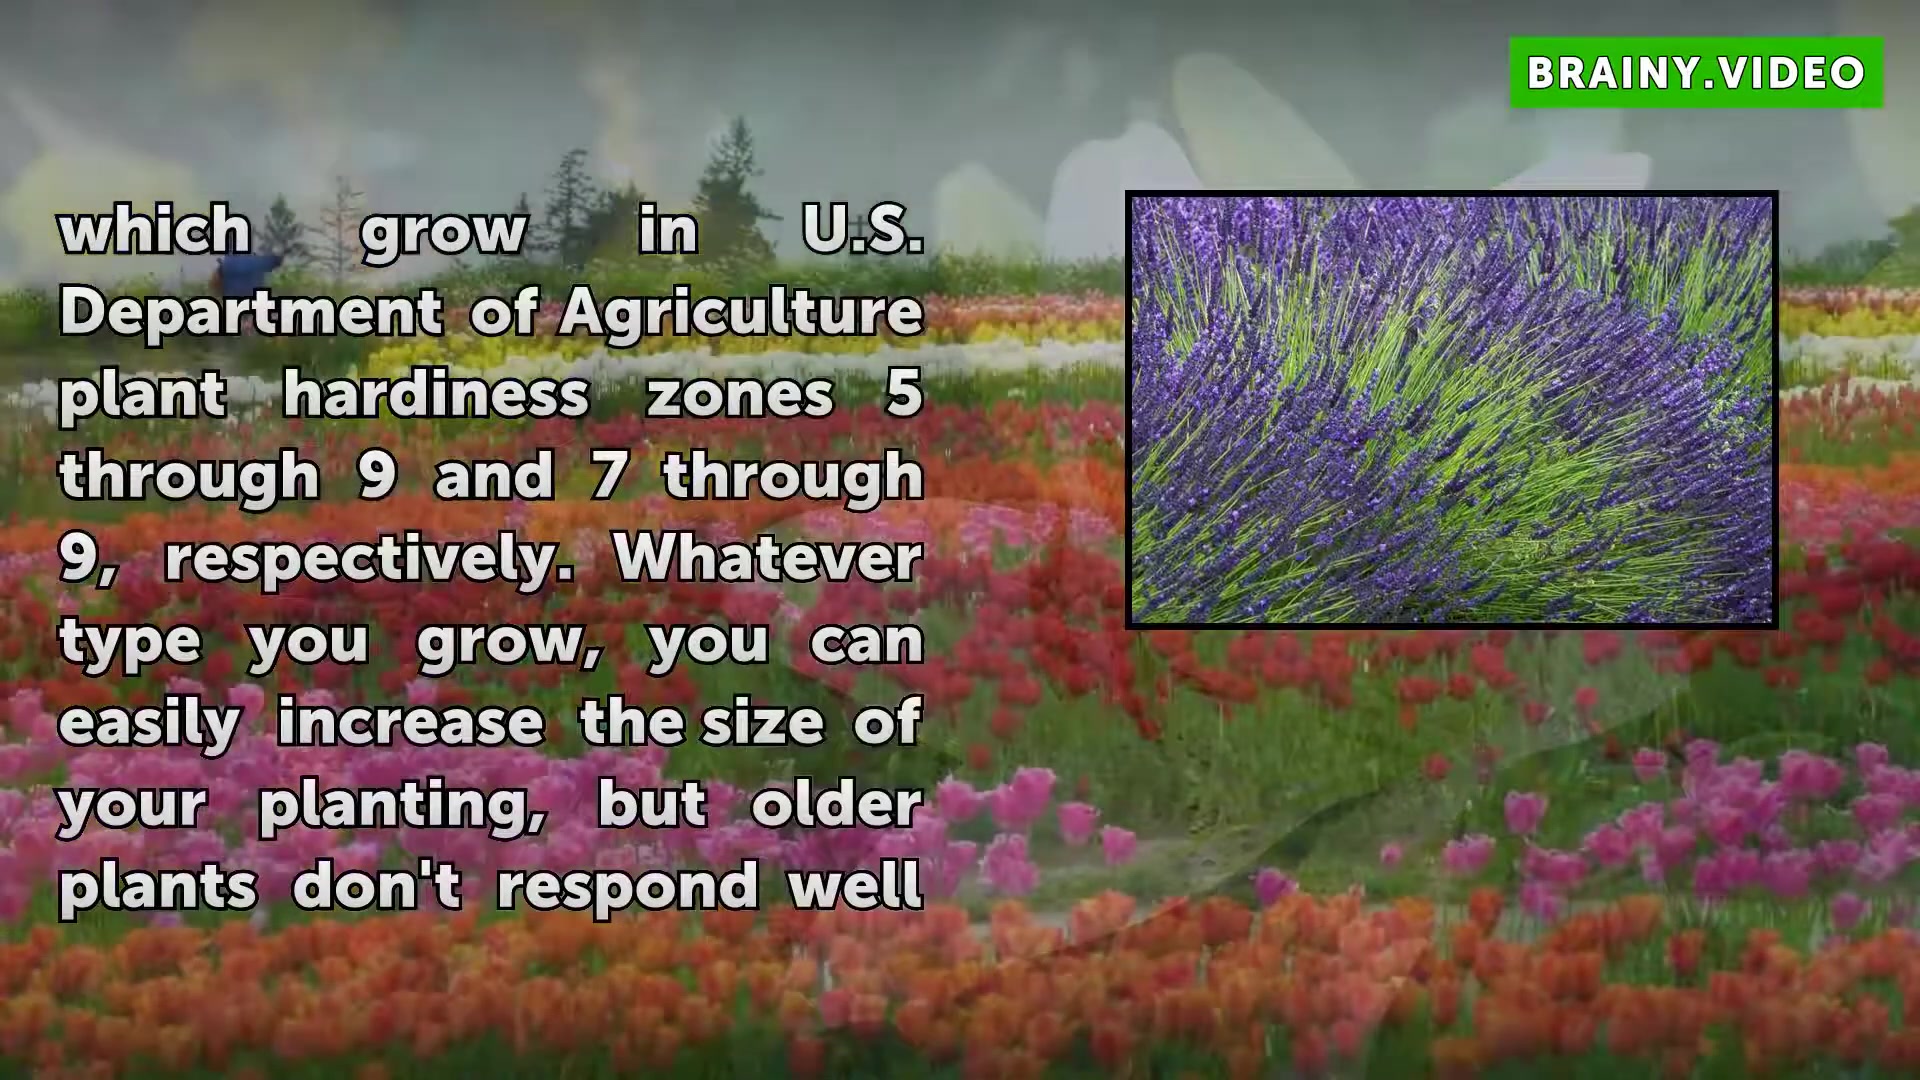 BRAINY.VIDEO
which grow in U.S.
Department of Agriculture
plant hardiness zones 5
through 9 and 7 through
9, respectively. Whatever
type you grow, you can
easily increase the size of
your planting, but older
plants don't respond well